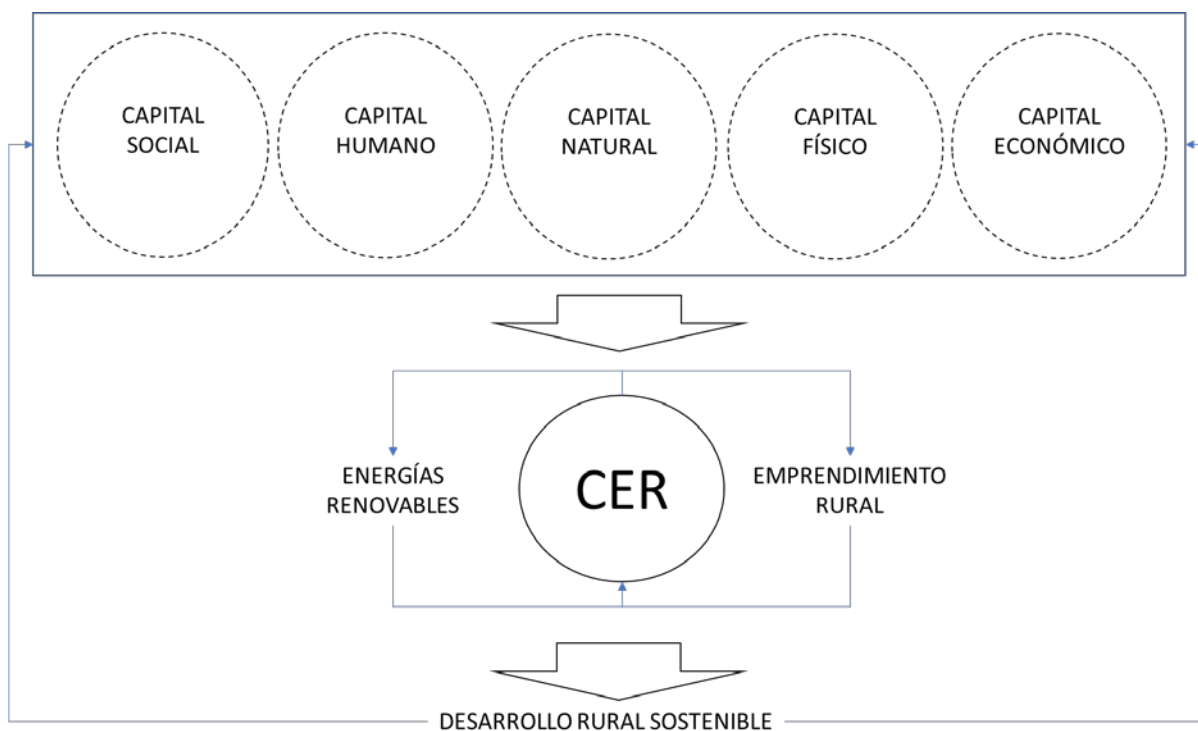 CAPITAL
SOCIAL
CAPITAL
HUMANO
CAPITAL
NATURAL
CAPITAL
FÍSICO
CAPITAL
ECONÓMICO
ENERGÍAS
RENOVABLES
CER
EMPRENDIMIENTO
RURAL
DESARROLLO RURAL SOSTENIBLE